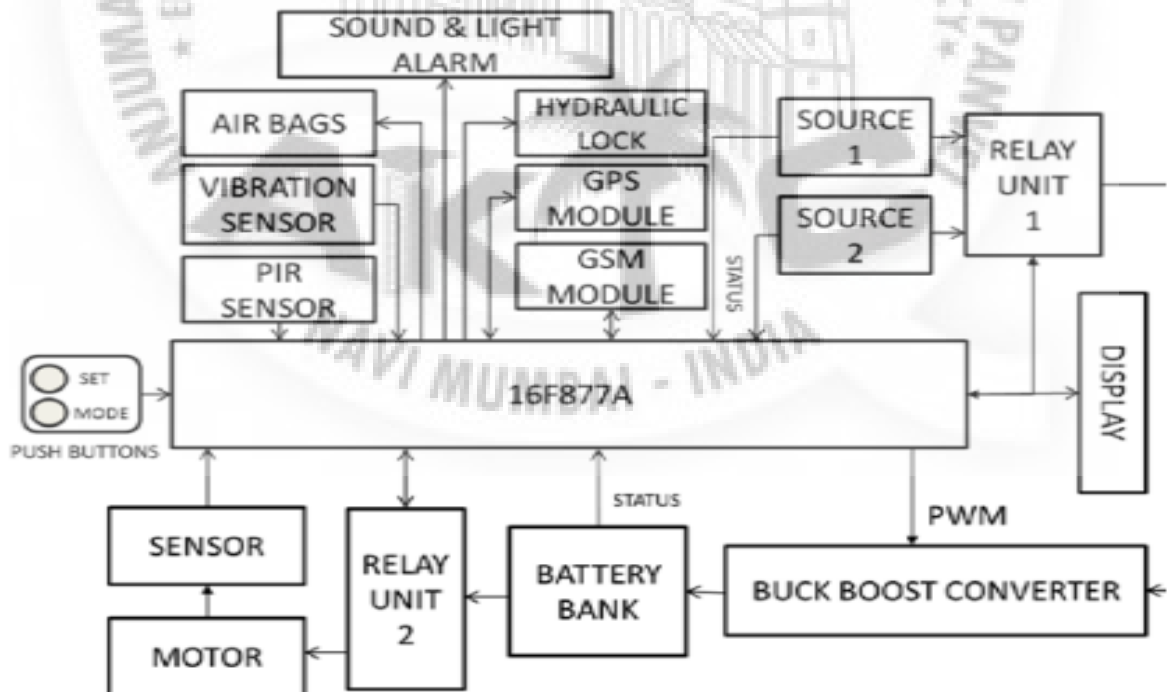 SOUND & LIGHT
ALARM
AIR BAGS
HYDRAULIC
LOCK
SOURCE
1
RELAY
UNIT
1
VIBRATION
SENSOR
GPS
MODULE
SOURCE
2
PIR
SENSOR
GSM
MODULE
STATUS
NAVI MUMBAI - INDIA
SET
MODE
PUSH BUTTONS
16F877A
DISPLAY
STATUS
PWM
SENSOR
RELAY
UNIT
2
BATTERY
BANK
BUCK BOOST CONVERTER
MOTOR